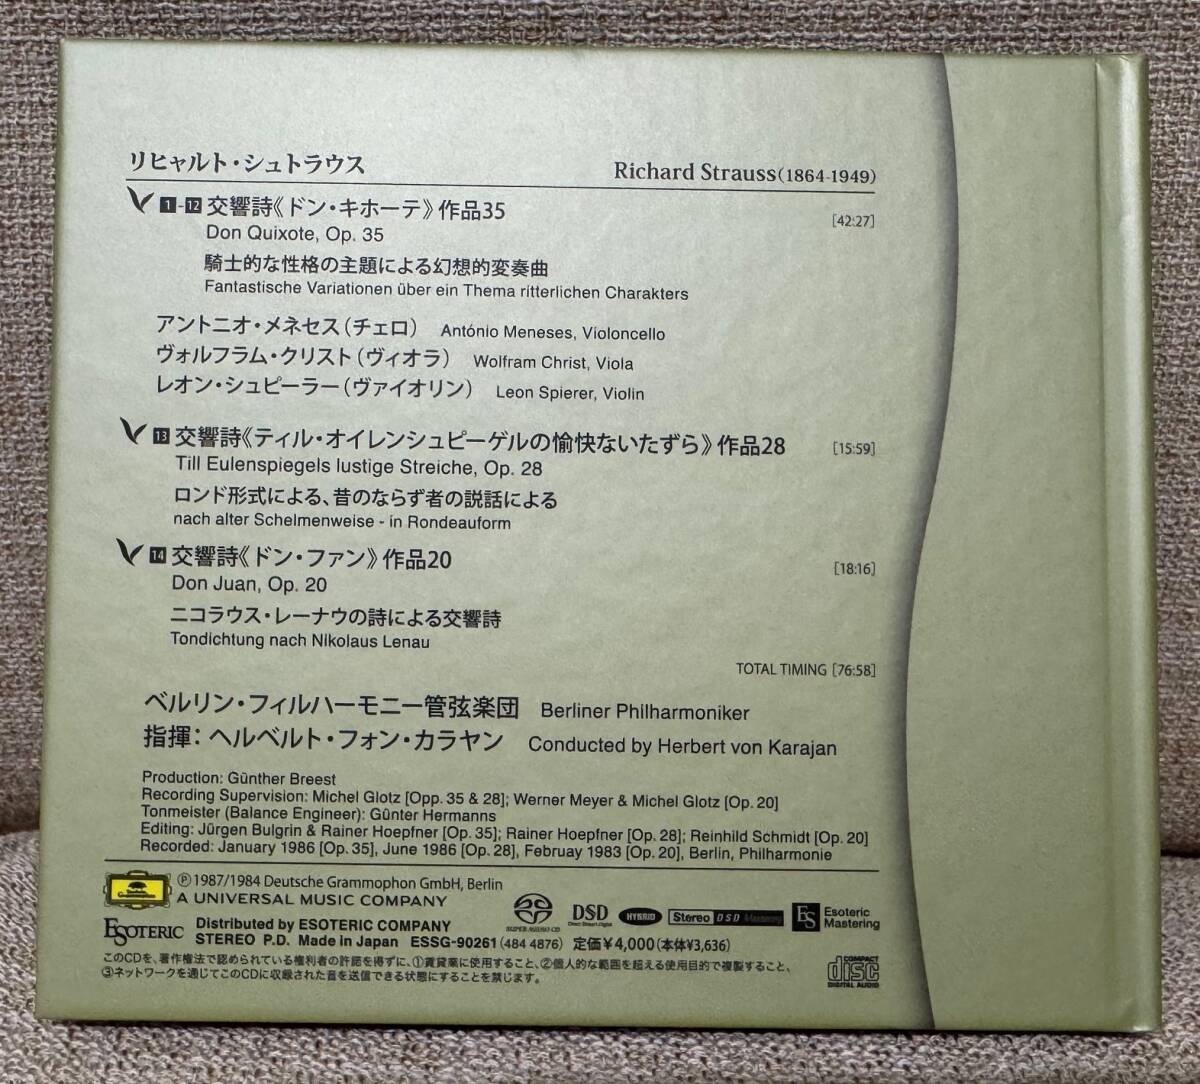 リヒャルト・シュトラウス Richard Strauss(1864-1949)
1-12 交響詩《ドン・キホーテ》作品35 [42:27]
Don Quixote, Op. 35
騎士的な性格の主題による幻想的変奏曲
Fantastische Variationen über ein Thema ritterlichen Charakters
アントニオ・メネセス（チェロ） António Meneses, Violoncello
ヴォルフラム・クリスト（ヴィオラ） Wolfram Christ, Viola
レオン・シュピーラー（ヴァイオリン） Leon Spierer, Violin
13 交響詩《ティル・オイレンシュピーゲルの愉快ないたずら》作品28 [15:59]
Till Eulenspiegels lustige Streiche, Op. 28
ロンド形式による、昔のならず者の説話による
nach alter Schelmenweise - in Rondeauform
14 交響詩《ドン・ファン》作品20 [18:16]
Don Juan, Op. 20
ニコラウス・レーナウの詩による交響詩
Tondichtung nach Nikolaus Lenau
TOTAL TIMING [76:58]
ベルリン・フィルハーモニー管弦楽団 Berliner Philharmoniker
指揮：ヘルベルト・フォン・カラヤン Conducted by Herbert von Karajan
Production: Günther Breest
Recording Supervision: Michel Glotz [Opp. 35 & 28]; Werner Meyer & Michel Glotz [Op. 20]
Tonmeister (Balance Engineer): Günter Hermanns
Editing: Jürgen Bulgrin & Rainer Hoepfner [Op. 35]; Rainer Hoepfner [Op. 28]; Reinhild Schmidt [Op. 20]
Recorded: January 1986 [Op. 35], June 1986 [Op. 28], Februay 1983 [Op. 20], Berlin, Philharmonie
Deutsche Grammophon
℗ 1987/1984 Deutsche Grammophon GmbH, Berlin
A UNIVERSAL MUSIC COMPANY
ESOTERIC Distributed by ESOTERIC COMPANY
STEREO P.D. Made in Japan ESSG-90261 (484 4876) 定価¥4,000(本体¥3,636)
SUPER AUDIO CD DSD Direct Stream Digital HYBRID Stereo DSD Mastering ES Esoteric Mastering
このCDを、著作権法で認められている権利者の許諾を得ずに、①賃貸業に使用すること、②個人的な範囲を超える使用目的で複製すること、
③ネットワークを通じてこのCDに収録された音を送信できる状態にすることを禁じます。
COMPACT disc DIGITAL AUDIO